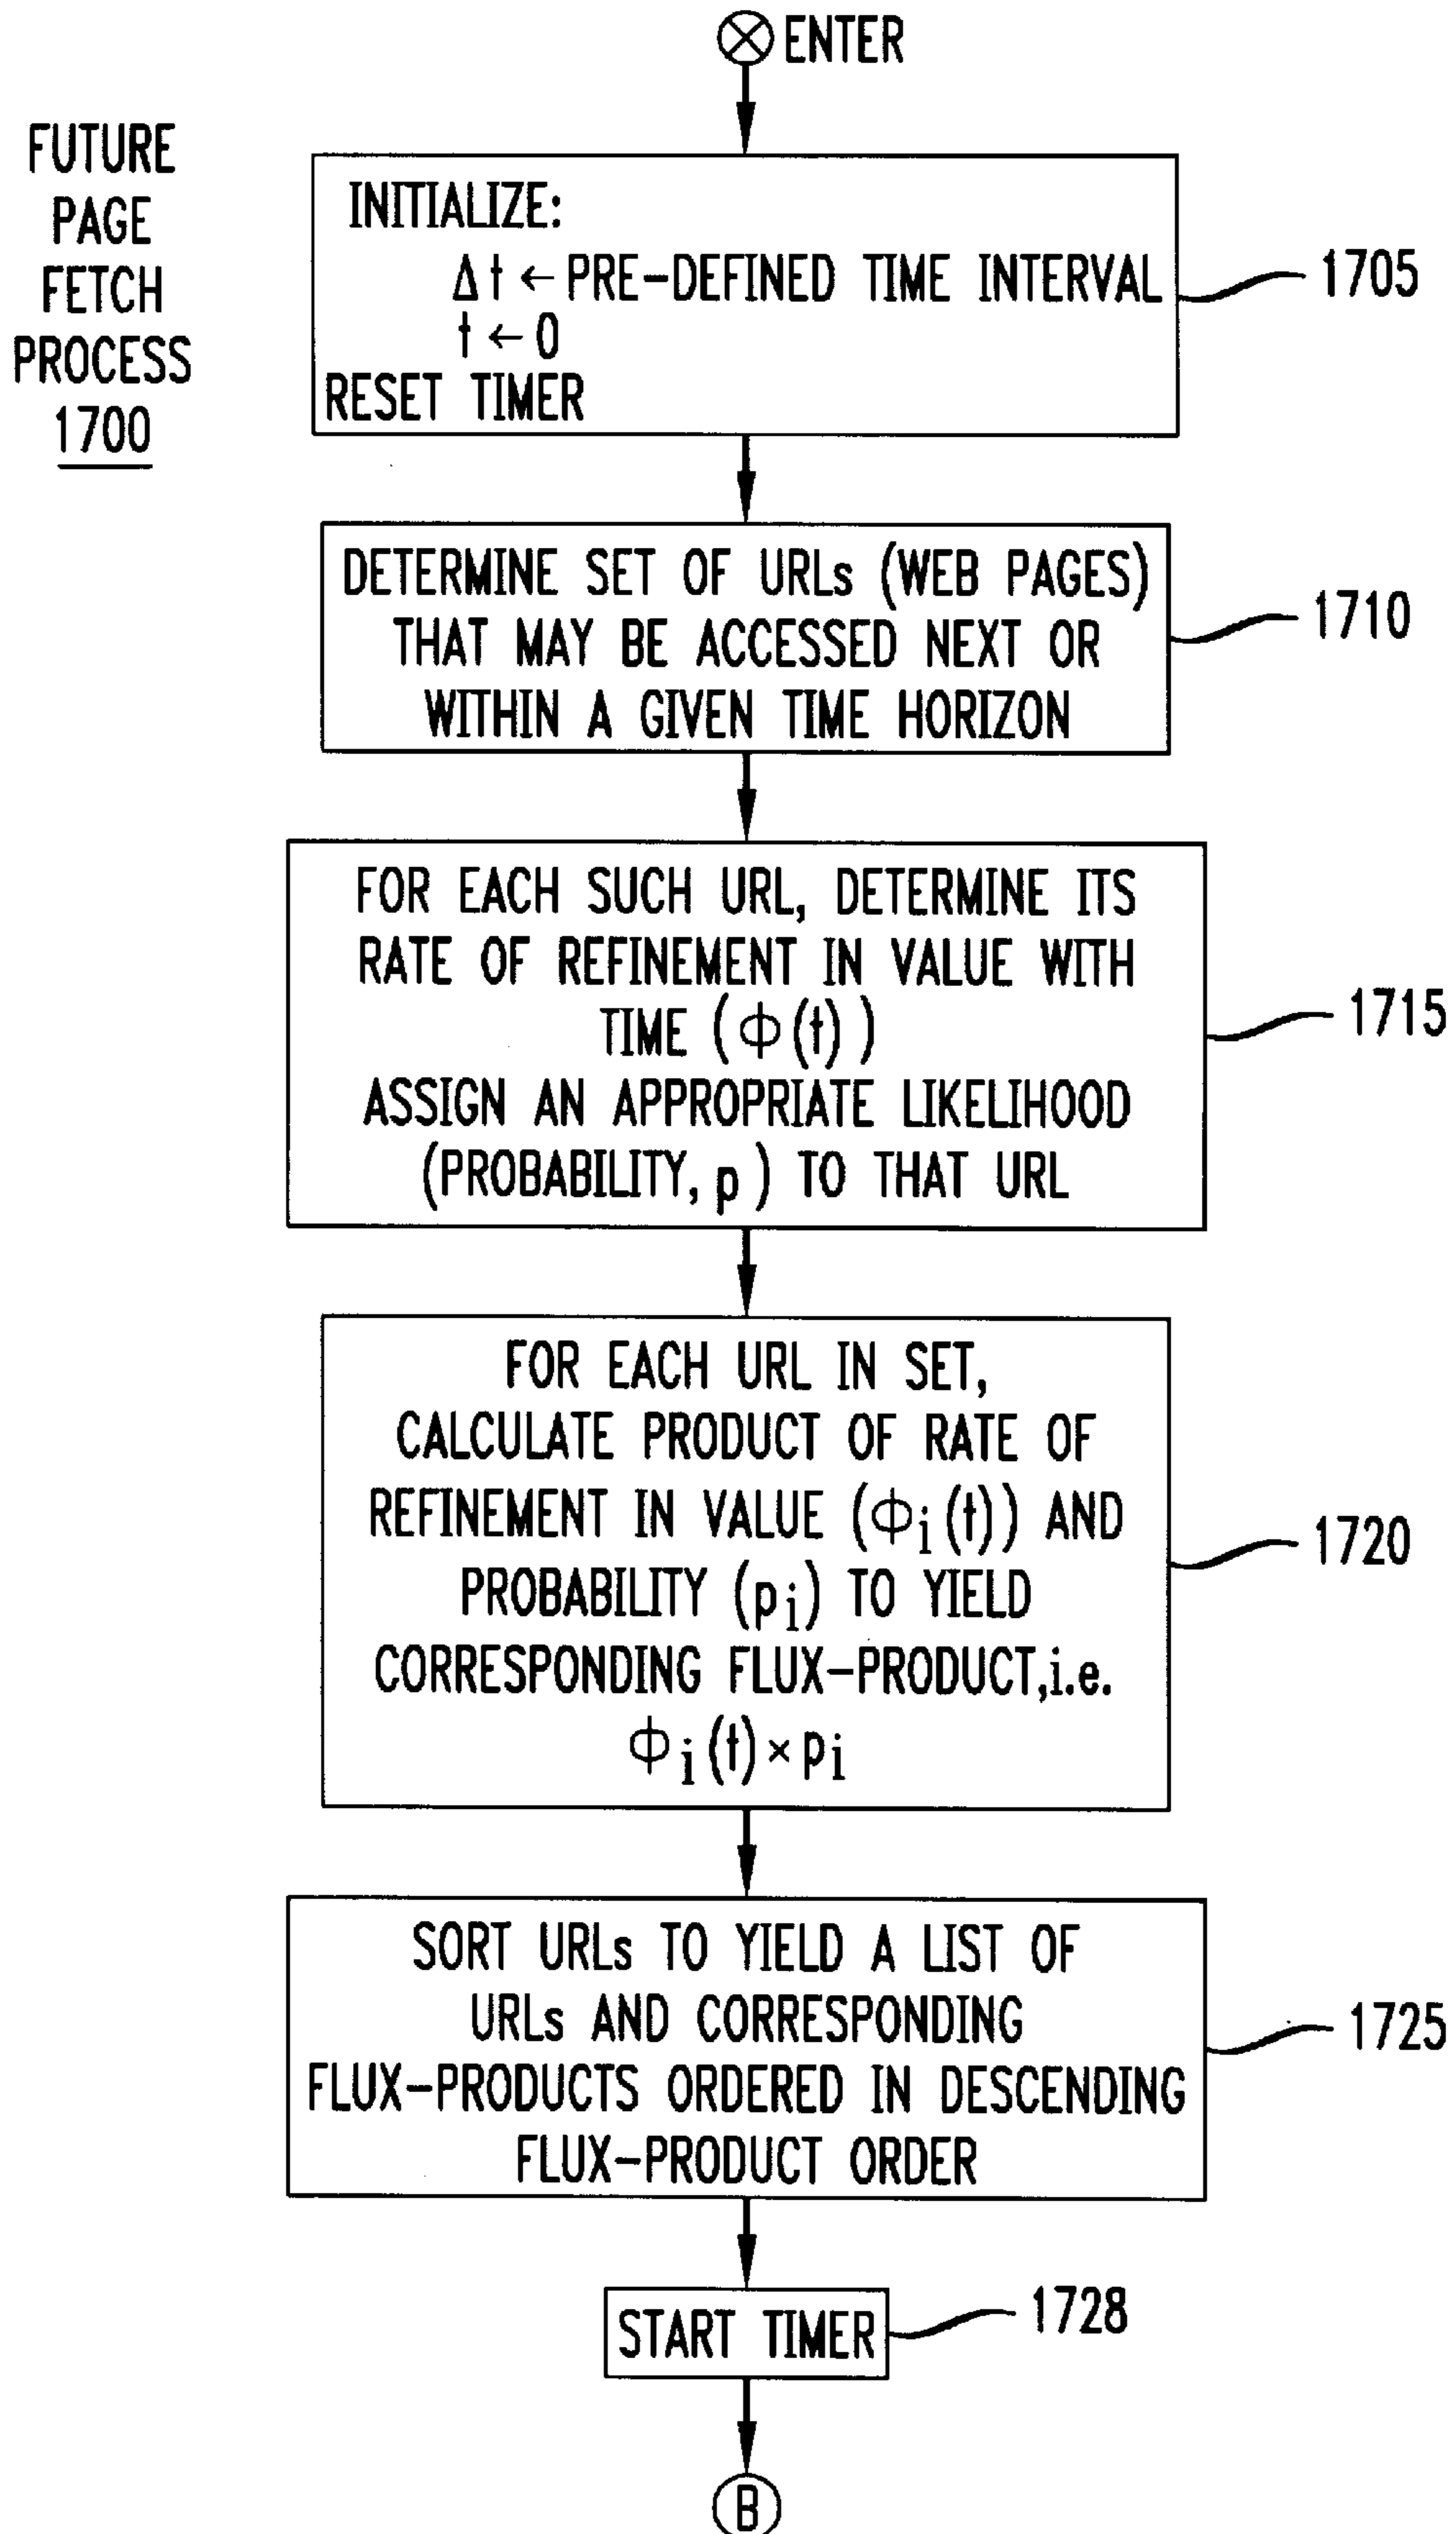 ENTER
FUTURE
PAGE
FETCH
PROCESS
1700
INITIALIZE:
Δt ← PRE-DEFINED TIME INTERVAL
t ← 0
RESET TIMER
1705
DETERMINE SET OF URLs (WEB PAGES)
THAT MAY BE ACCESSED NEXT OR
WITHIN A GIVEN TIME HORIZON
1710
FOR EACH SUCH URL, DETERMINE ITS
RATE OF REFINEMENT IN VALUE WITH
TIME (ϕ(t))
ASSIGN AN APPROPRIATE LIKELIHOOD
(PROBABILITY, p) TO THAT URL
1715
FOR EACH URL IN SET,
CALCULATE PRODUCT OF RATE OF
REFINEMENT IN VALUE (ϕi(t)) AND
PROBABILITY (pi) TO YIELD
CORRESPONDING FLUX-PRODUCT,i.e.
ϕi(t)×pi
1720
SORT URLs TO YIELD A LIST OF
URLs AND CORRESPONDING
FLUX-PRODUCTS ORDERED IN DESCENDING
FLUX-PRODUCT ORDER
1725
START TIMER
1728
B